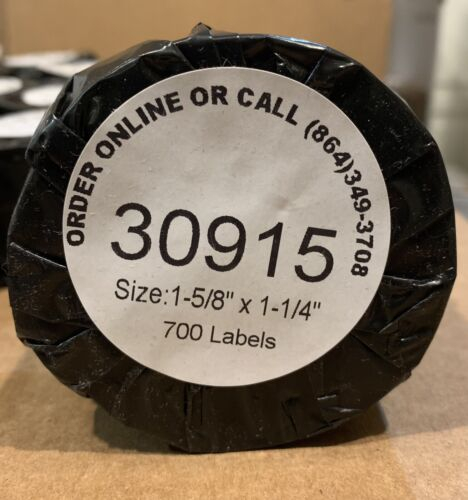 ORDER ONLINE OR CALL (864)349-3708
30915
Size:1-5/8" x 1-1/4"
700 Labels